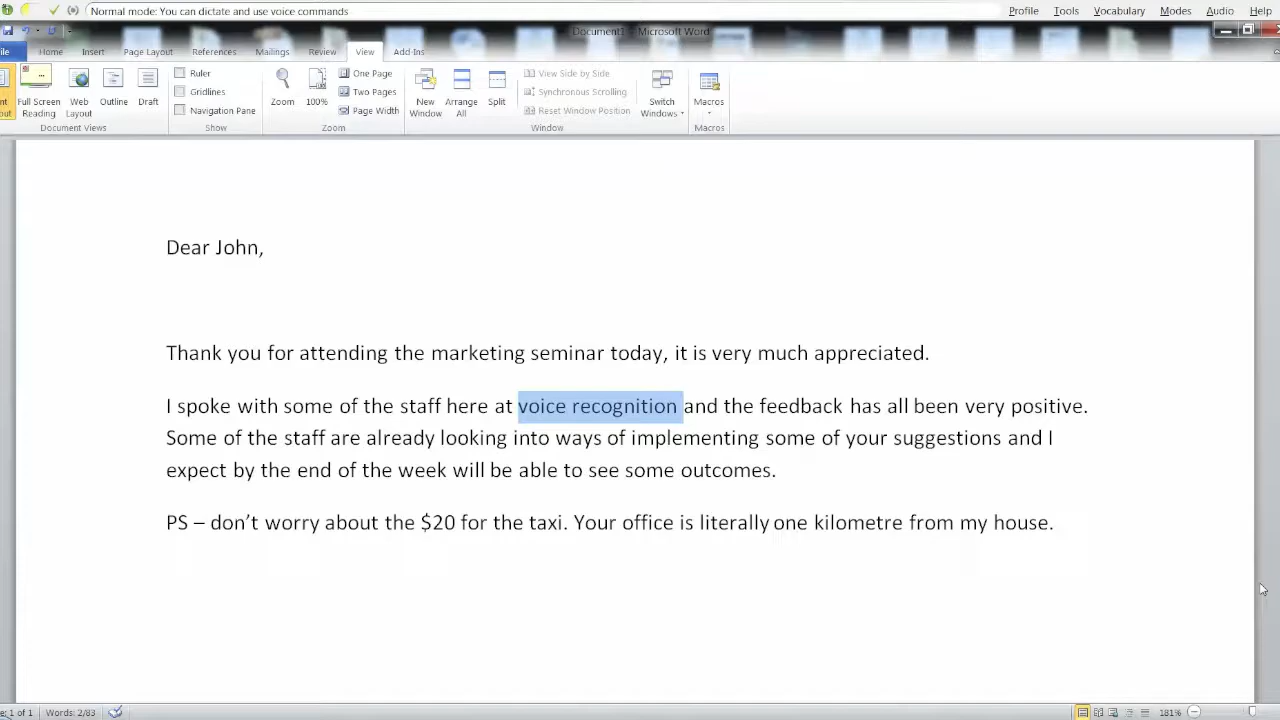 Normal mode: You can dictate and use voice commands
Profile Tools Vocabulary Modes Audio Help
Document1 - Microsoft Word
Home Insert Page Layout References Mailings Review View Add-Ins
Full Screen Reading Web Layout Outline Draft
Ruler
Gridlines
Navigation Pane
Zoom 100%
One Page
Two Pages
Page Width
New Window Arrange All Split
View Side by Side
Synchronous Scrolling
Reset Window Position
Switch Windows
Macros
Document Views Show Zoom Window Macros
Dear John,
Thank you for attending the marketing seminar today, it is very much appreciated.
I spoke with some of the staff here at voice recognition and the feedback has all been very positive.
Some of the staff are already looking into ways of implementing some of your suggestions and I
expect by the end of the week will be able to see some outcomes.
PS – don’t worry about the $20 for the taxi. Your office is literally one kilometre from my house.
1 of 1 Words: 2/83 181%